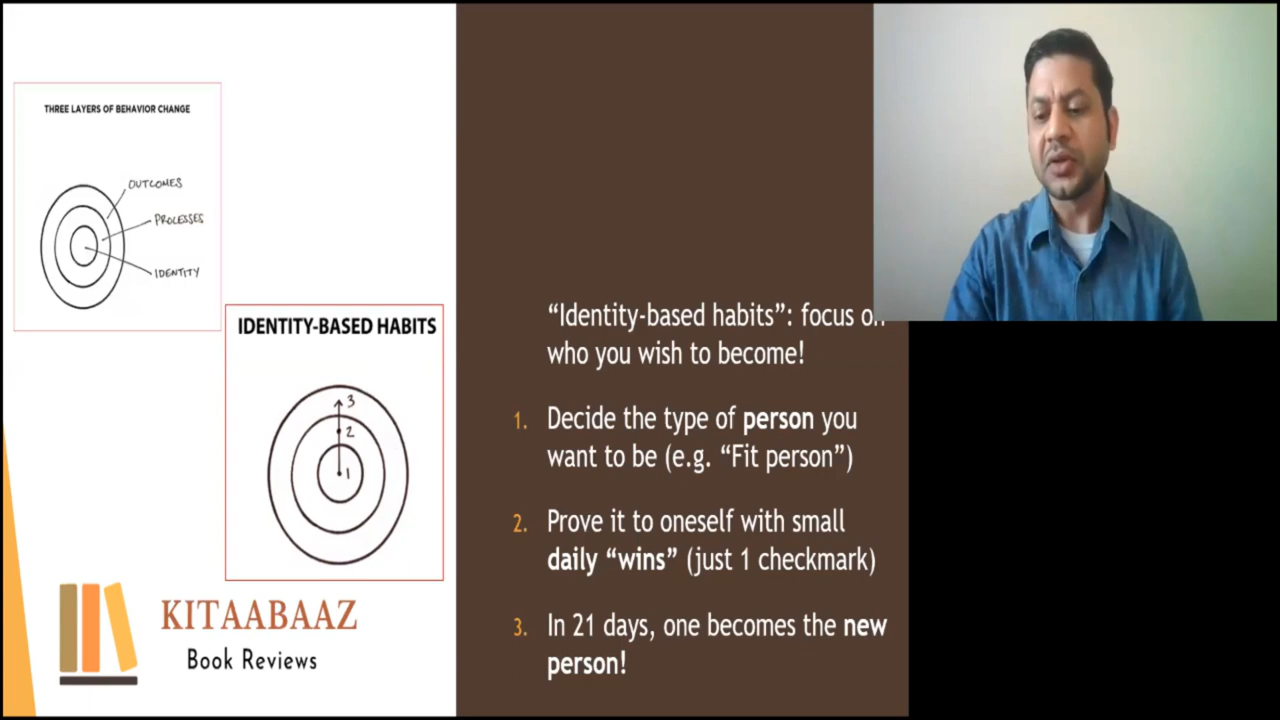 THREE LAYERS OF BEHAVIOR CHANGE
OUTCOMES
PROCESSES
IDENTITY
IDENTITY-BASED HABITS
3
2
1
KITAABAAZ
Book Reviews
“Identity-based habits”: focus on
who you wish to become!
1. Decide the type of person you
want to be (e.g. “Fit person”)
2. Prove it to oneself with small
daily “wins” (just 1 checkmark)
3. In 21 days, one becomes the new
person!